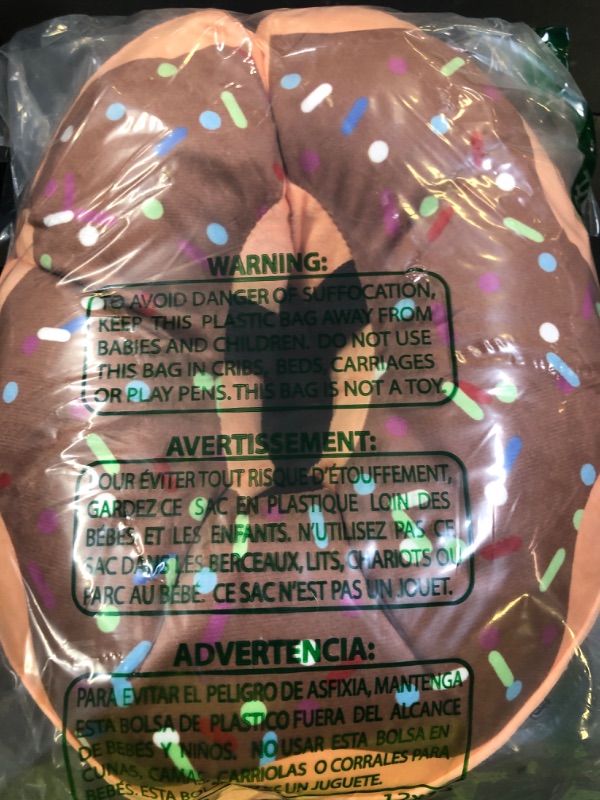 WARNING:
TO AVOID DANGER OF SUFFOCATION,
KEEP THIS PLASTIC BAG AWAY FROM
BABIES AND CHILDREN. DO NOT USE
THIS BAG IN CRIBS, BEDS, CARRIAGES
OR PLAY PENS. THIS BAG IS NOT A TOY.
AVERTISSEMENT:
POUR ÉVITER TOUT RISQUE D'ÉTOUFFEMENT,
GARDEZ CE SAC EN PLASTIQUE LOIN DES
BÉBÉS ET LES ENFANTS. N'UTILISEZ PAS CE
SAC DANS LES BERCEAUX, LITS, CHARIOTS OU
PARC AU BÉBÉ. CE SAC N'EST PAS UN JOUET.
ADVERTENCIA:
PARA EVITAR EL PELIGRO DE ASFIXIA, MANTENGA
ESTA BOLSA DE PLASTICO FUERA DEL ALCANCE
DE BEBÉS Y NIÑOS. NO USAR ESTA BOLSA EN
CUNAS, CAMAS, CARRIOLAS O CORRALES PARA
BEBÉS. ESTA UN JUGUETE.